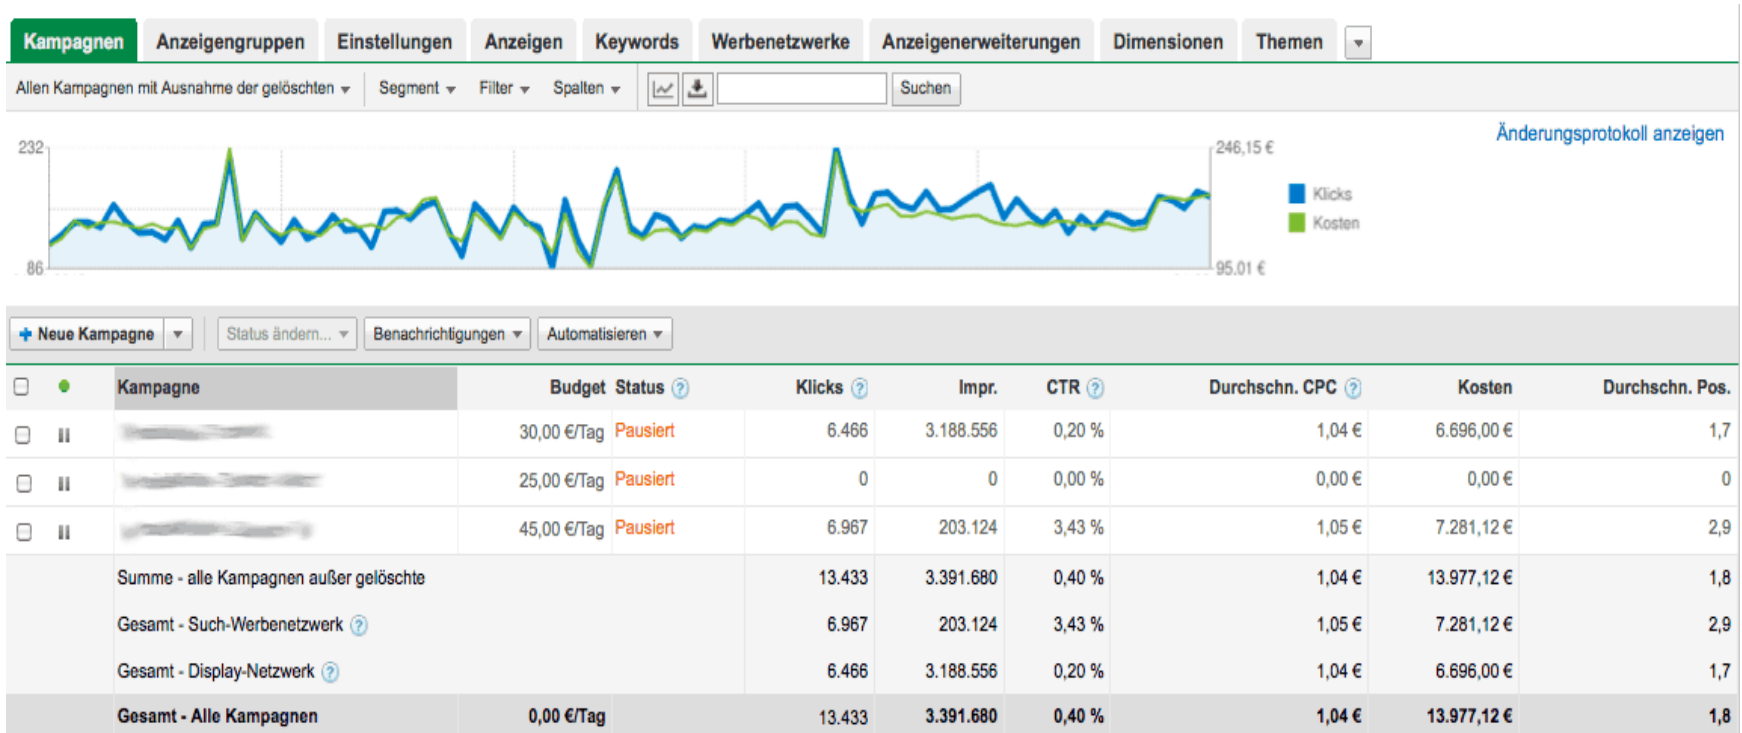 Kampagnen Anzeigengruppen Einstellungen Anzeigen Keywords Werbenetzwerke Anzeigenerweiterungen Dimensionen Themen
Allen Kampagnen mit Ausnahme der gelöschten Segment Filter Spalten Suchen
Änderungsprotokoll anzeigen
232 246,15 €
Klicks
Kosten
86 95,01 €
+ Neue Kampagne Status ändern... Benachrichtigungen Automatisieren
Kampagne Budget Status ? Klicks ? Impr. CTR ? Durchschn. CPC ? Kosten Durchschn. Pos.
30,00 €/Tag Pausiert 6.466 3.188.556 0,20 % 1,04 € 6.696,00 € 1,7
25,00 €/Tag Pausiert 0 0 0,00 % 0,00 € 0,00 € 0
45,00 €/Tag Pausiert 6.967 203.124 3,43 % 1,05 € 7.281,12 € 2,9
Summe - alle Kampagnen außer gelöschte 13.433 3.391.680 0,40 % 1,04 € 13.977,12 € 1,8
Gesamt - Such-Werbenetzwerk ? 6.967 203.124 3,43 % 1,05 € 7.281,12 € 2,9
Gesamt - Display-Netzwerk ? 6.466 3.188.556 0,20 % 1,04 € 6.696,00 € 1,7
Gesamt - Alle Kampagnen 0,00 €/Tag 13.433 3.391.680 0,40 % 1,04 € 13.977,12 € 1,8